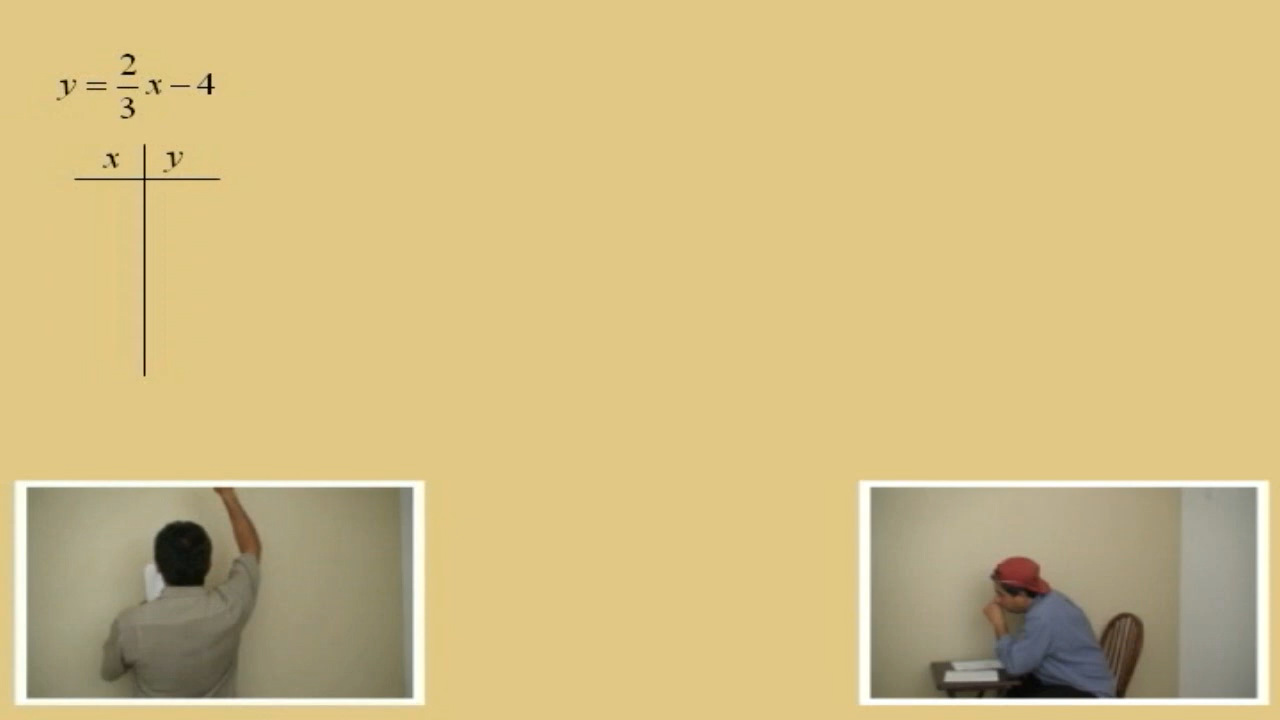 y = 2/3 x − 4
x y